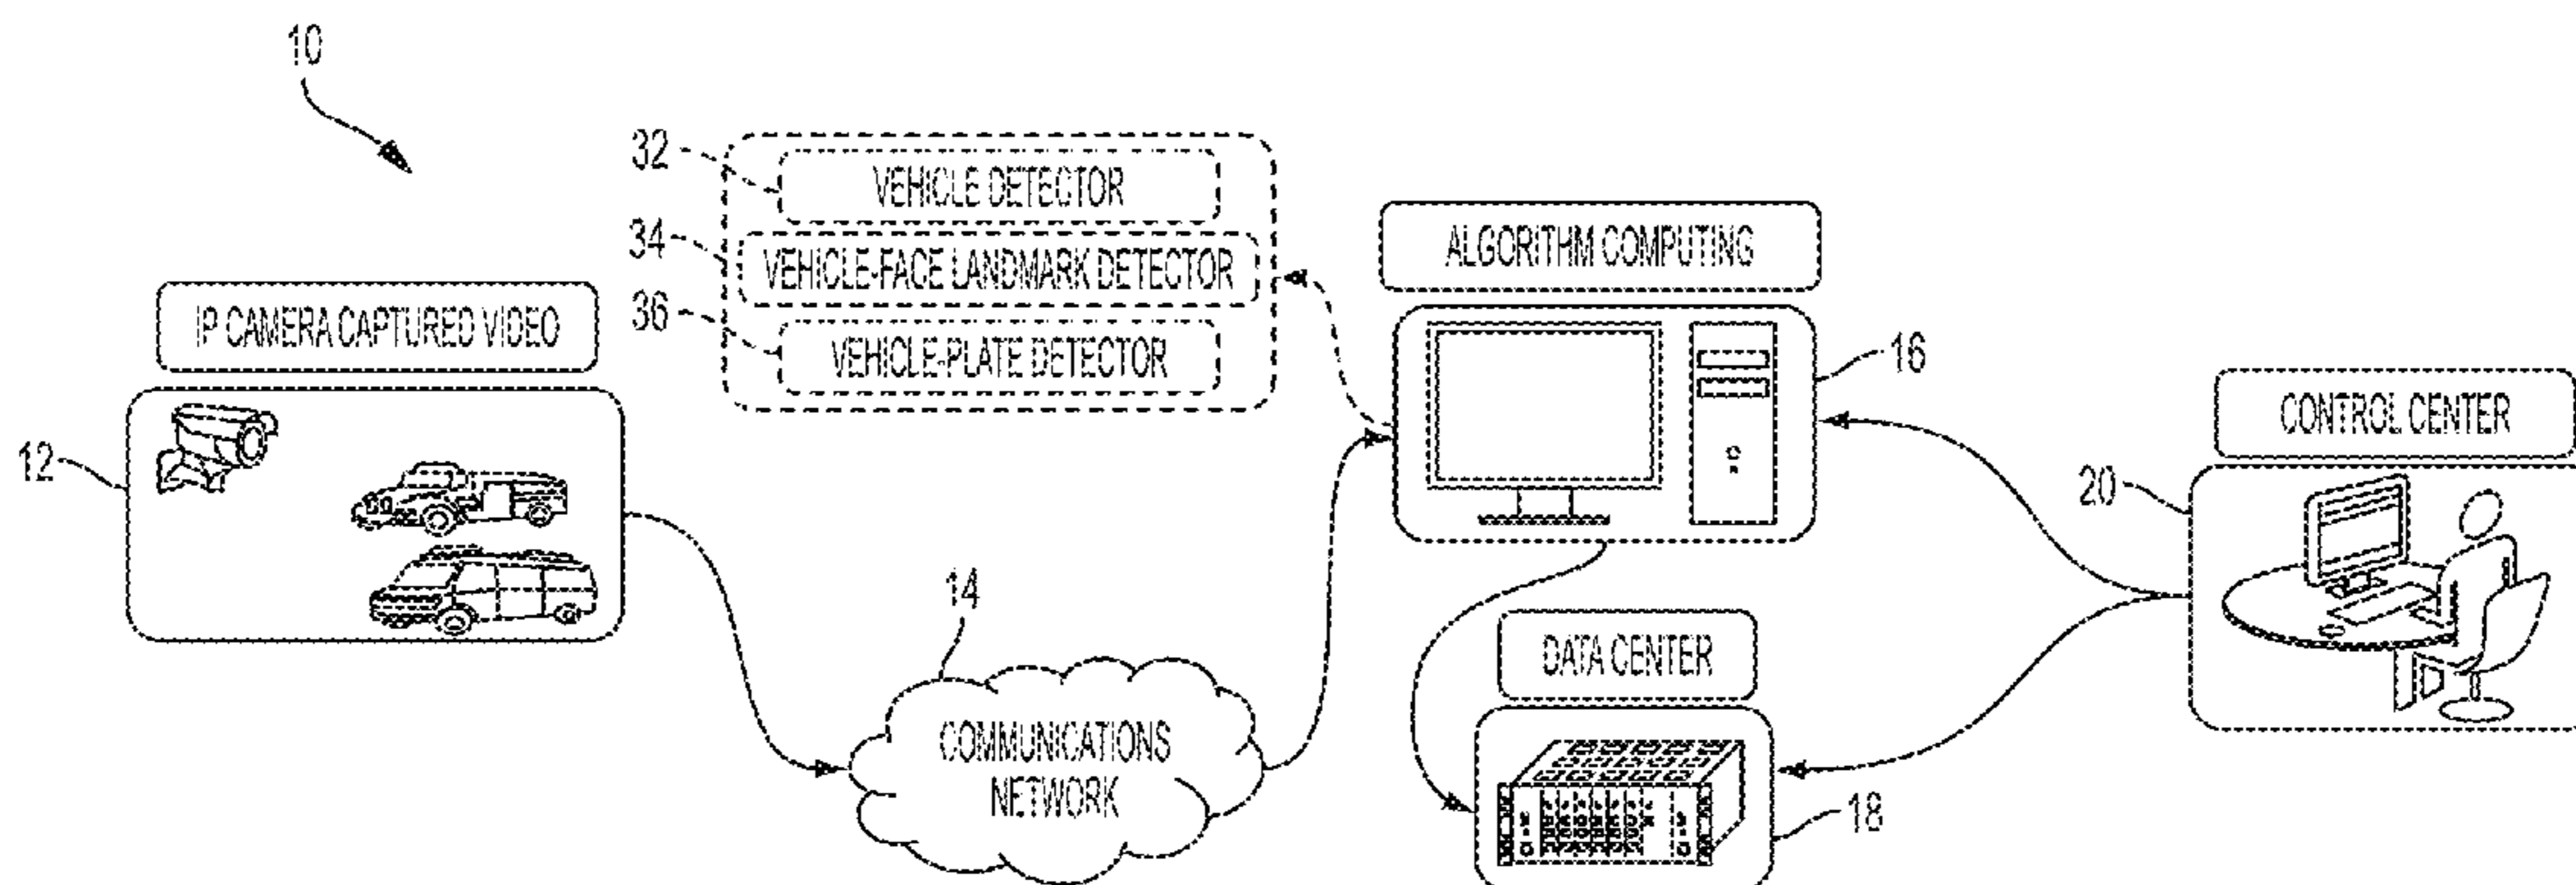 10
32
VEHICLE DETECTOR
34
VEHICLE-FACE LANDMARK DETECTOR
36
VEHICLE-PLATE DETECTOR
IP CAMERA CAPTURED VIDEO
12
14
COMMUNICATIONS
NETWORK
ALGORITHM COMPUTING
16
DATA CENTER
18
CONTROL CENTER
20